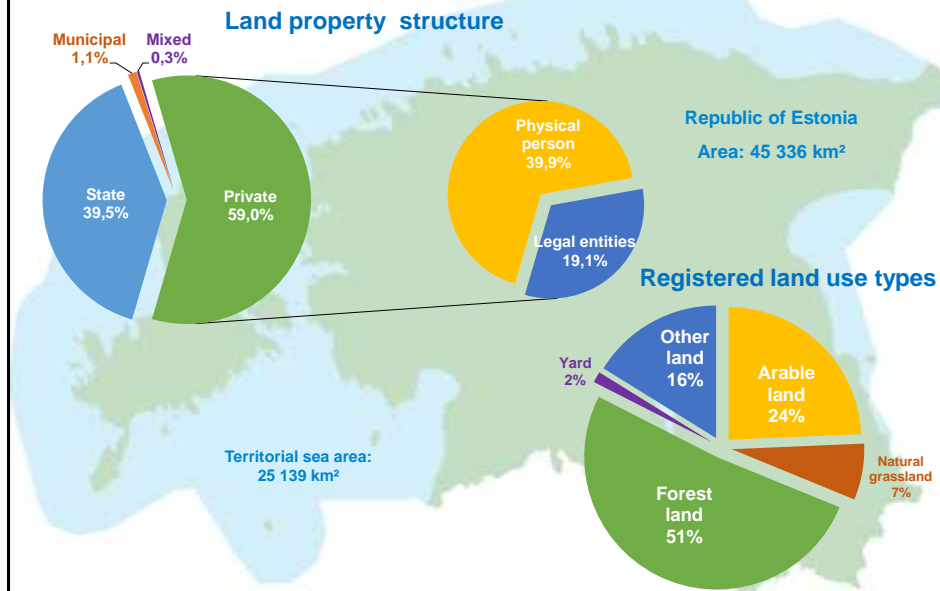 Land property structure
Municipal
1,1%
Mixed
0,3%
State
39,5%
Private
59,0%
Physical
person
39,9%
Legal entities
19,1%
Republic of Estonia
Area: 45 336 km²
Registered land use types
Other
land
16%
Yard
2%
Arable
land
24%
Natural
grassland
7%
Forest
land
51%
Territorial sea area:
25 139 km²